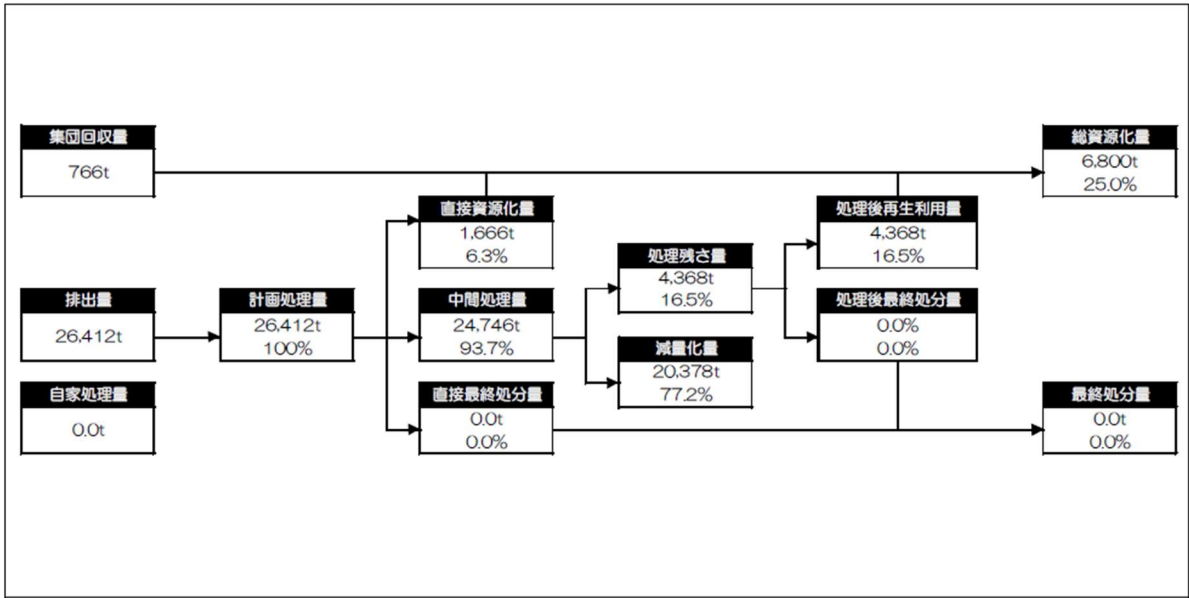 集団回収量
766t
総資源化量
6,800t
25.0%
直接資源化量
1,666t
6.3%
処理後再生利用量
4,368t
16.5%
処理残さ量
4,368t
16.5%
排出量
26,412t
計画処理量
26,412t
100%
中間処理量
24,746t
93.7%
処理後最終処分量
0.0%
0.0%
減量化量
20,378t
77.2%
自家処理量
0.0t
直接最終処分量
0.0t
0.0%
最終処分量
0.0t
0.0%